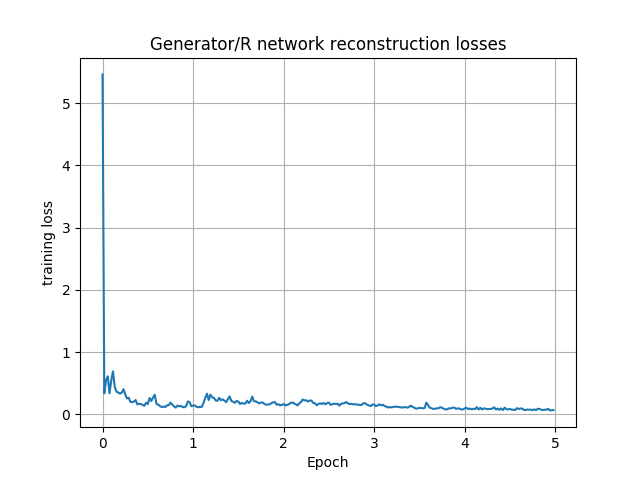 Generator/R network reconstruction losses
training loss
5
4
3
2
1
0
0 1 2 3 4 5
Epoch